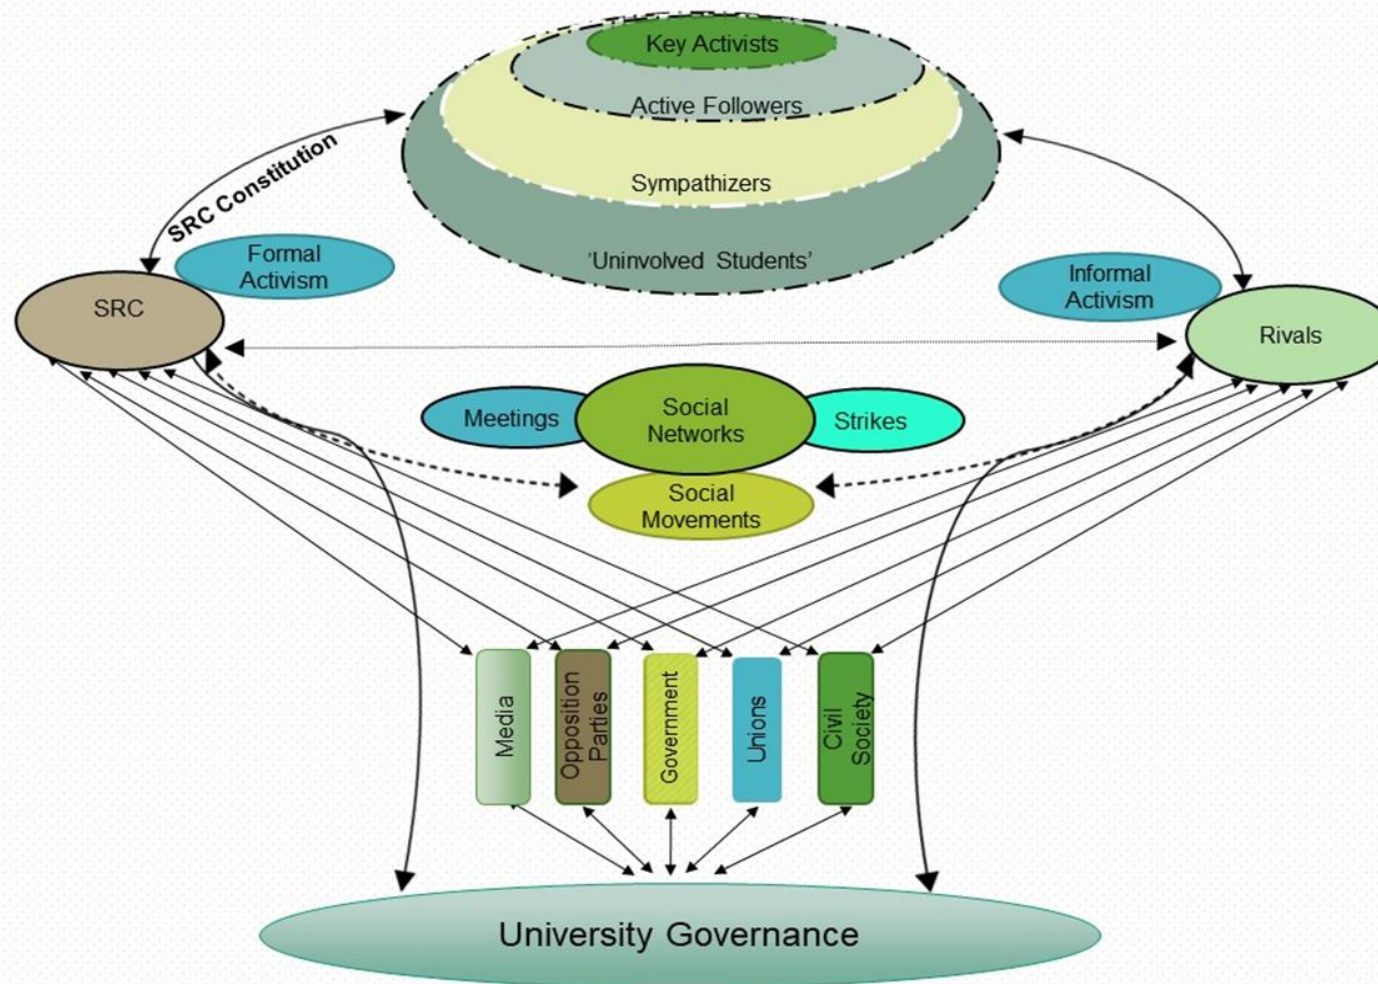 Key Activists
Active Followers
SRC Constitution
Sympathizers
Formal
Activism
'Uninvolved Students'
Informal
Activism
SRC
Rivals
Meetings
Social
Networks
Strikes
Social
Movements
Media
Opposition
Parties
Government
Unions
Civil
Society
University Governance